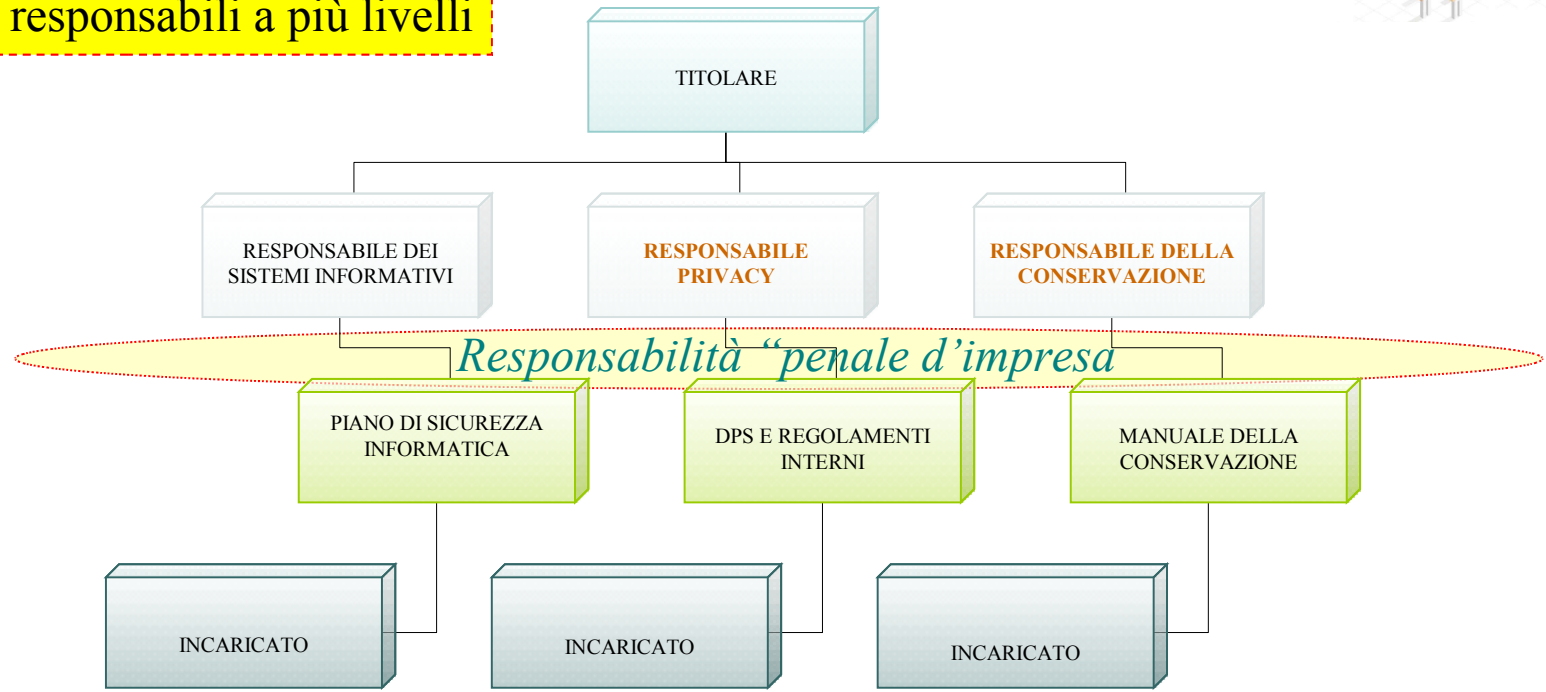 responsabili a più livelli
TITOLARE
RESPONSABILE DEI
SISTEMI INFORMATIVI
RESPONSABILE
PRIVACY
RESPONSABILE DELLA
CONSERVAZIONE
Responsabilità “penale d’impresa
PIANO DI SICUREZZA
INFORMATICA
DPS E REGOLAMENTI
INTERNI
MANUALE DELLA
CONSERVAZIONE
INCARICATO
INCARICATO
INCARICATO